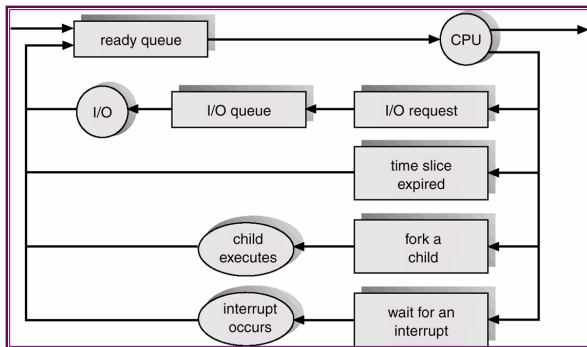 ready queue
CPU
I/O
I/O queue
I/O request
time slice
expired
child
executes
fork a
child
interrupt
occurs
wait for an
interrupt